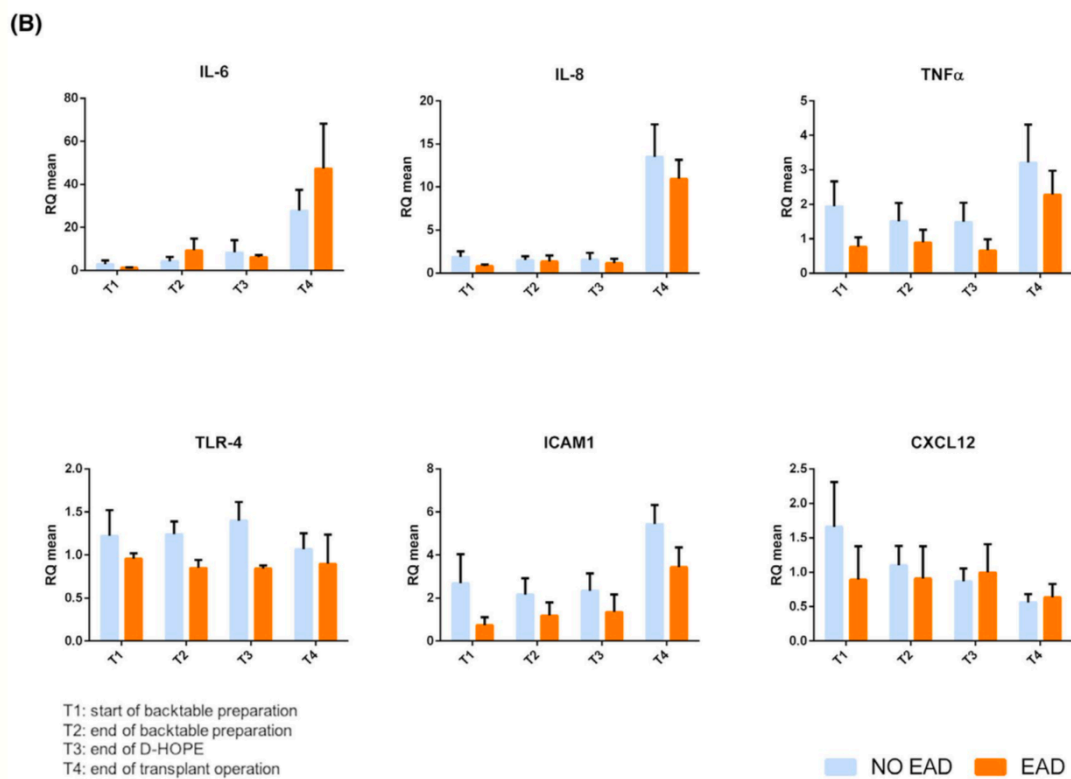 (B)
IL-6
RQ mean
80
60
40
20
0
T1
T2
T3
T4
IL-8
RQ mean
20
15
10
5
0
T1
T2
T3
T4
TNFα
RQ mean
5
4
3
2
1
0
T1
T2
T3
T4
TLR-4
RQ mean
2.0
1.5
1.0
0.5
0.0
T1
T2
T3
T4
ICAM1
RQ mean
8
6
4
2
0
T1
T2
T3
T4
CXCL12
RQ mean
2.5
2.0
1.5
1.0
0.5
0.0
T1
T2
T3
T4
T1: start of backtable preparation
T2: end of backtable preparation
T3: end of D-HOPE
T4: end of transplant operation
NO EAD EAD